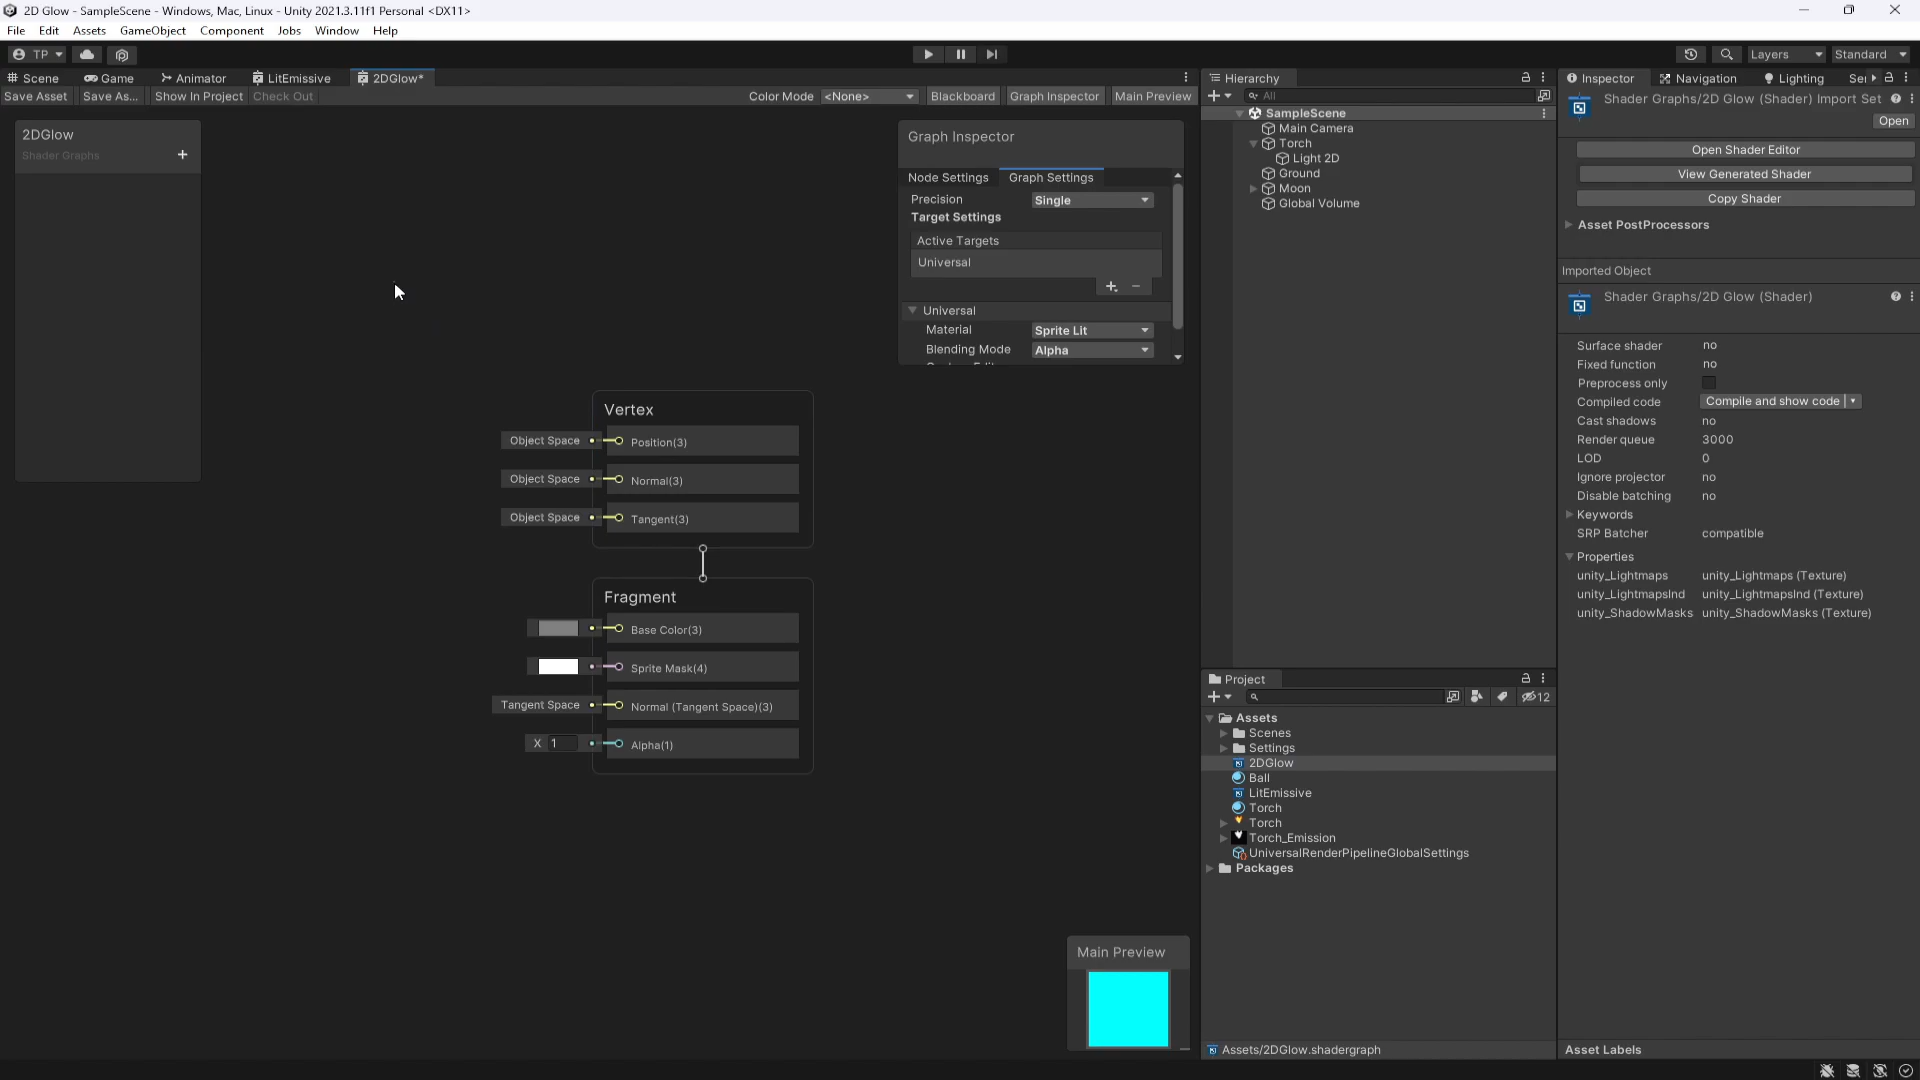 2D Glow - SampleScene - Windows, Mac, Linux - Unity 2021.3.11f1 Personal <DX11>
File Edit Assets GameObject Component Jobs Window Help
TP Layers Standard
Scene Game Animator LitEmissive 2DGlow*
Save Asset Save As... Show In Project Check Out Color Mode <None> Blackboard Graph Inspector Main Preview
2DGlow
Shader Graphs
Graph Inspector
Node Settings Graph Settings
Precision Single
Target Settings
Active Targets
Universal
Universal
Material Sprite Lit
Blending Mode Alpha
Vertex
Object Space Position(3)
Object Space Normal(3)
Object Space Tangent(3)
Fragment
Base Color(3)
Sprite Mask(4)
Tangent Space Normal (Tangent Space)(3)
X 1 Alpha(1)
Main Preview
Hierarchy
All
SampleScene
Main Camera
Torch
Light 2D
Ground
Moon
Global Volume
Project
12
Assets
Scenes
Settings
2DGlow
Ball
LitEmissive
Torch
Torch
Torch_Emission
UniversalRenderPipelineGlobalSettings
Packages
Assets/2DGlow.shadergraph
Inspector Navigation Lighting Ser
Shader Graphs/2D Glow (Shader) Import Set
Open
Open Shader Editor
View Generated Shader
Copy Shader
Asset PostProcessors
Imported Object
Shader Graphs/2D Glow (Shader)
Surface shader no
Fixed function no
Preprocess only
Compiled code Compile and show code
Cast shadows no
Render queue 3000
LOD 0
Ignore projector no
Disable batching no
Keywords
SRP Batcher compatible
Properties
unity_Lightmaps unity_Lightmaps (Texture)
unity_LightmapsInd unity_LightmapsInd (Texture)
unity_ShadowMasks unity_ShadowMasks (Texture)
Asset Labels